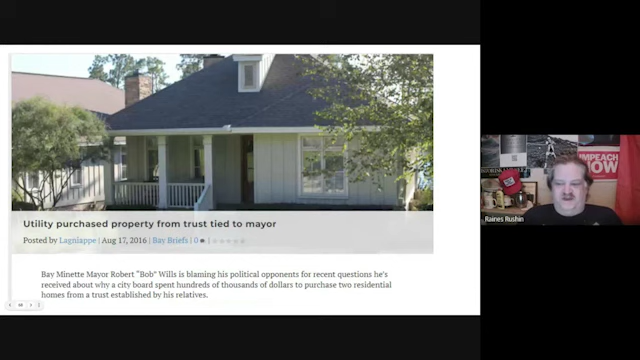 Utility purchased property from trust tied to mayor
Posted by Lagniappe | Aug 17, 2016 | Bay Briefs | 0
Bay Minette Mayor Robert “Bob” Wills is blaming his political opponents for recent questions he's
received about why a city board spent hundreds of thousands of dollars to purchase two residential
homes from a trust established by his relatives.
IMPEACH
NOW
Raines Rushin